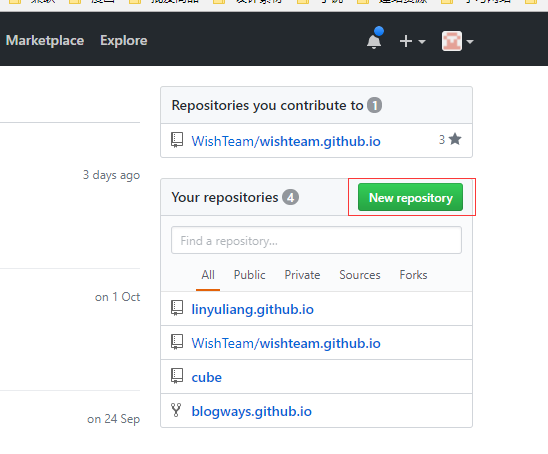 Marketplace Explore
Repositories you contribute to 1
WishTeam/wishteam.github.io 3
3 days ago
Your repositories 4 New repository
Find a repository...
All Public Private Sources Forks
on 1 Oct
linyuliang.github.io
WishTeam/wishteam.github.io
cube
on 24 Sep
blogways.github.io